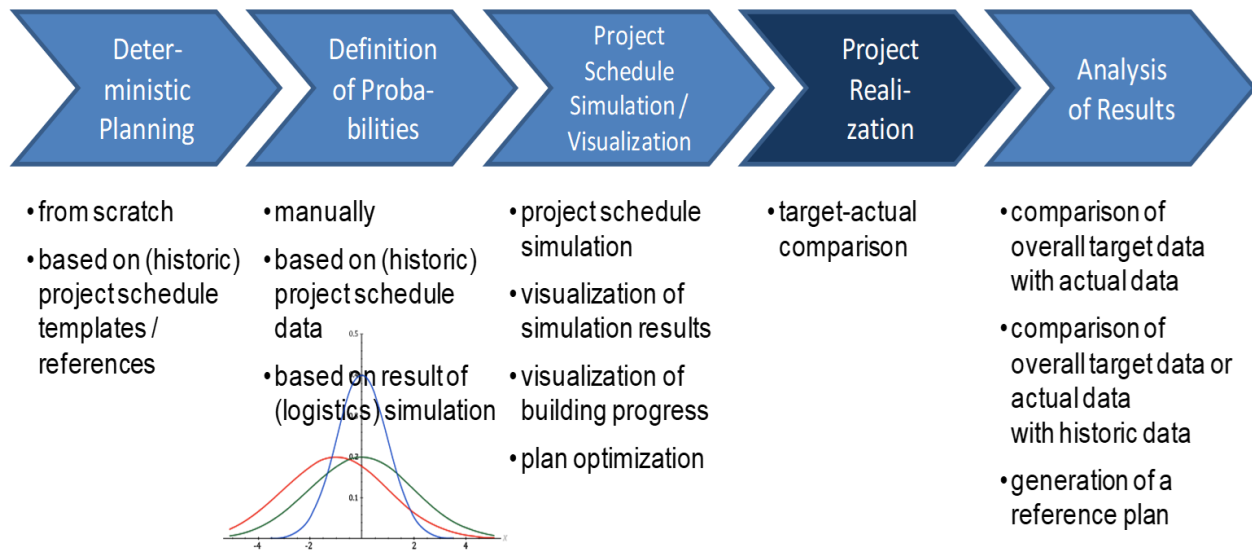 Deter-
ministic
Planning
Definition
of Proba-
bilities
Project
Schedule
Simulation /
Visualization
Project
Reali-
zation
Analysis
of Results
• from scratch
• based on (historic)
project schedule
templates /
references
• manually
• based on (historic)
project schedule
data
• based on result of
(logistics) simulation
0.5
0.2
0.1
-4
-2
2
4
x
• project schedule
simulation
• visualization of
simulation results
• visualization of
building progress
• plan optimization
• target-actual
comparison
• comparison of
overall target data
with actual data
• comparison of
overall target data or
actual data
with historic data
• generation of a
reference plan